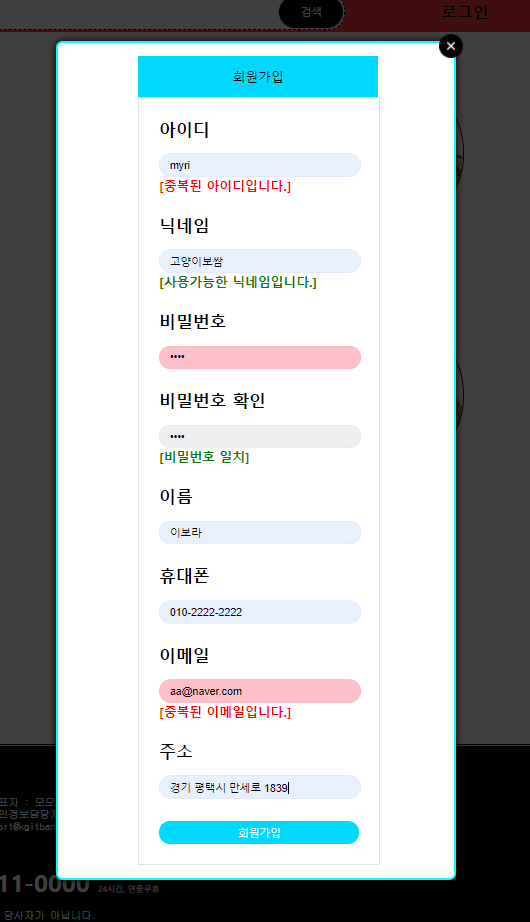 검색
로그인
회원가입
아이디
myri
[중복된 아이디입니다.]
닉네임
고양이보쌈
[사용가능한 닉네임입니다.]
비밀번호
••••
비밀번호 확인
••••
[비밀번호 일치]
이름
이보라
휴대폰
010-2222-2222
이메일
aa@naver.com
[중복된 이메일입니다.]
주소
경기 평택시 만세로 1839
회원가입
표자 : 모모
인정보담당자
ort@kgitban
11-0000 24시간, 연중무휴
당사자가 아닙니다.